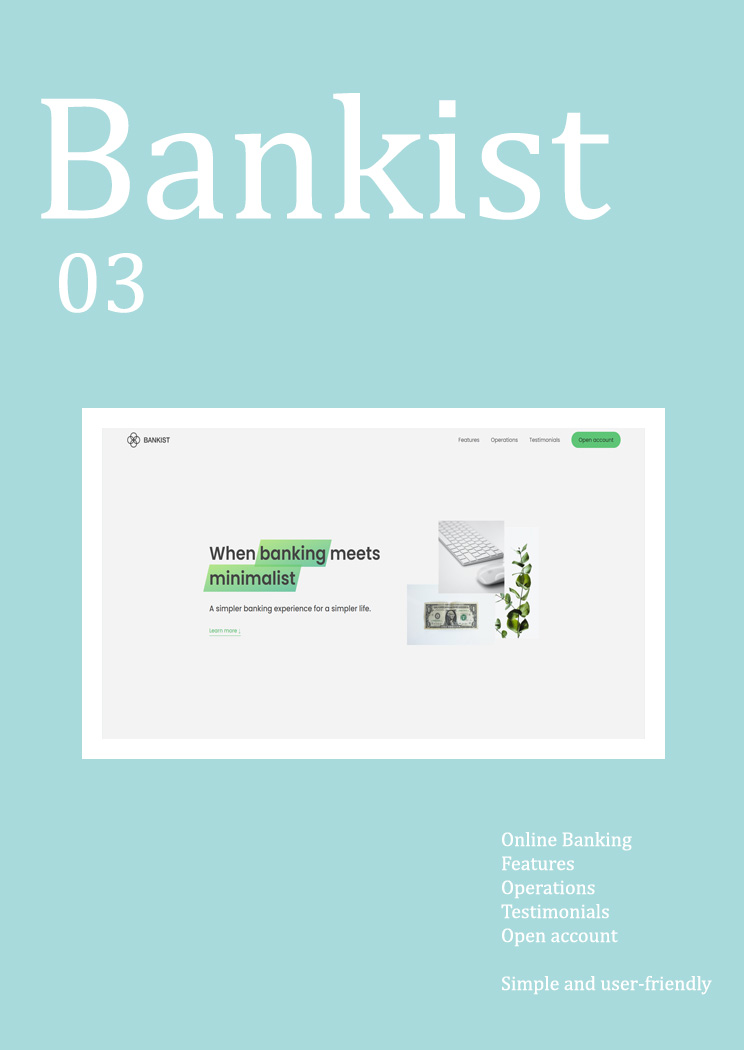 Bankist
03
BANKIST
Features Operations Testimonials Open account
When banking meets
minimalist
A simpler banking experience for a simpler life.
Learn more ↓
Online Banking
Features
Operations
Testimonials
Open account
Simple and user-friendly